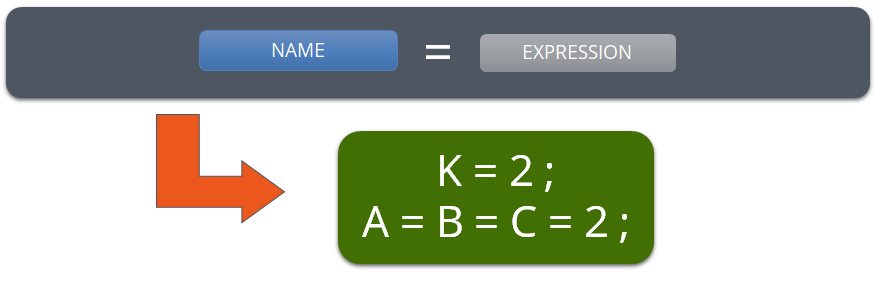 NAME = EXPRESSION
K = 2 ;
A = B = C = 2 ;